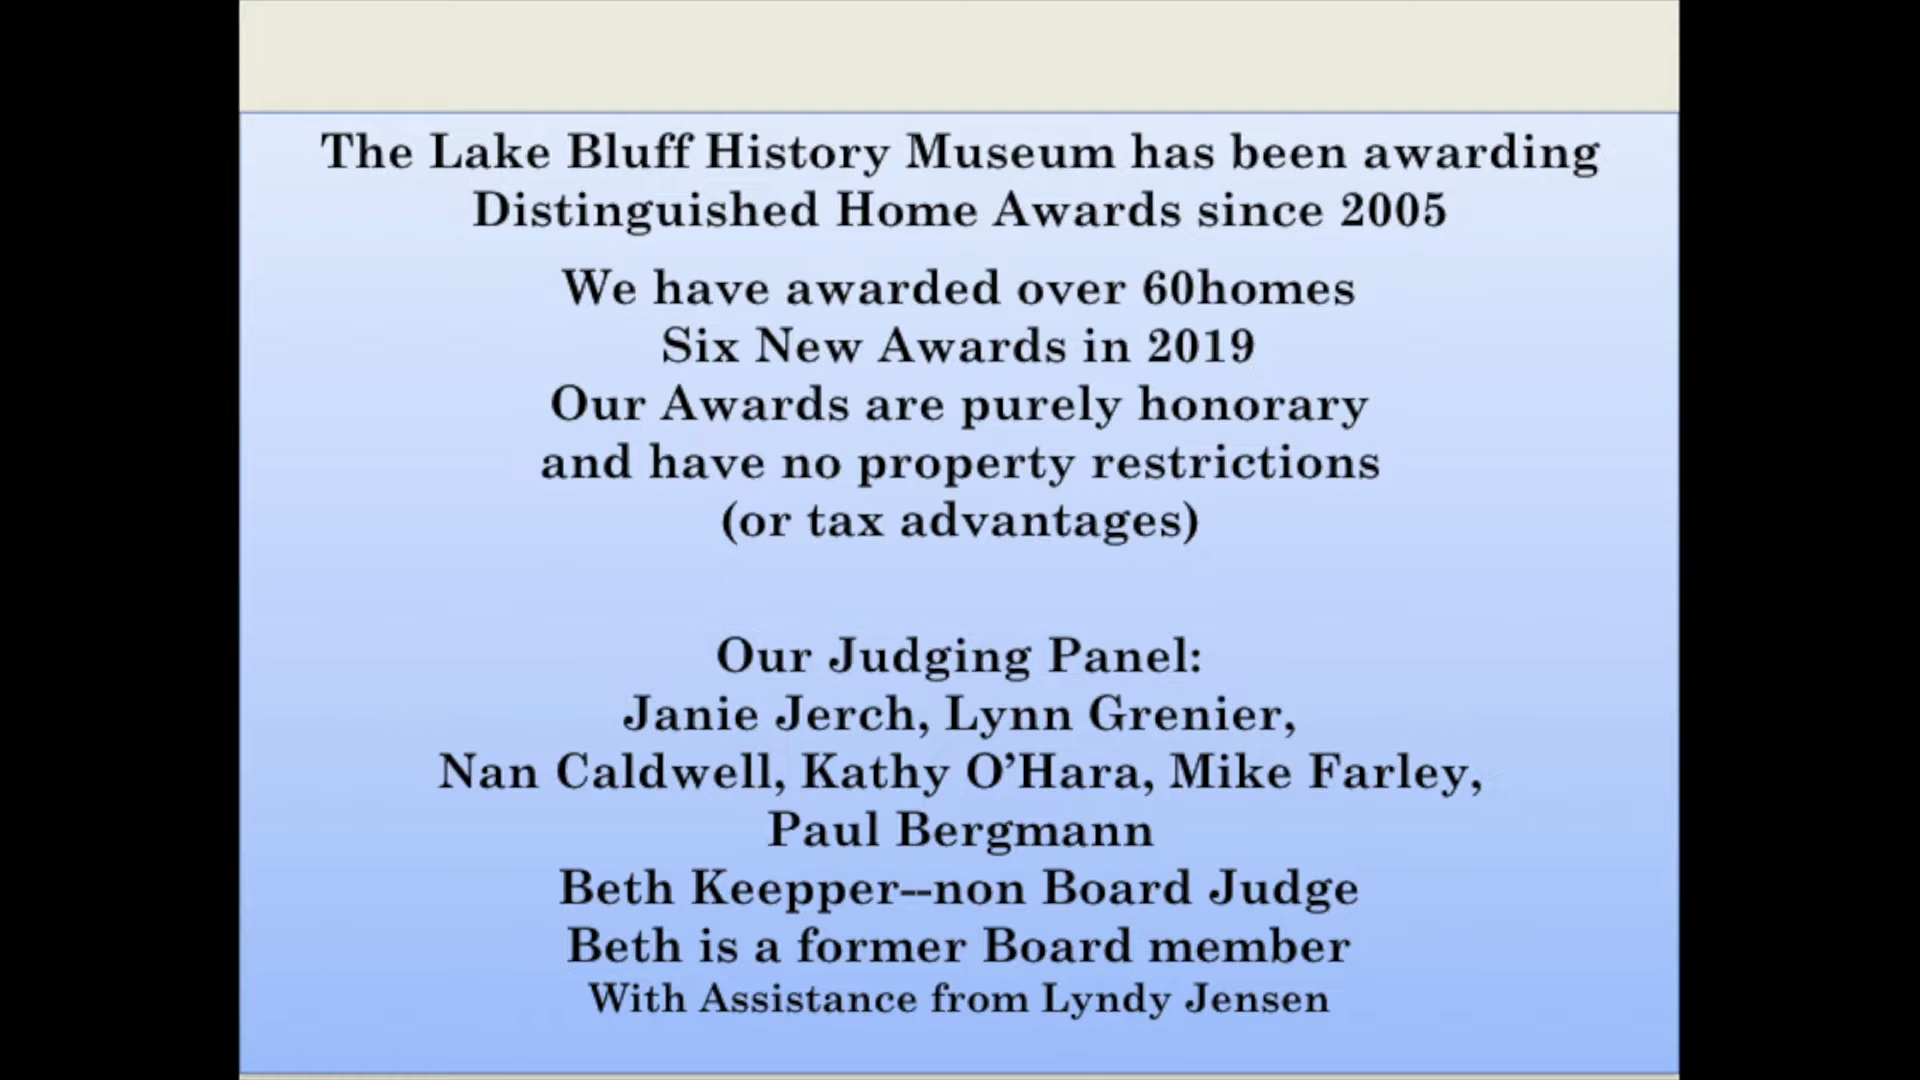 The Lake Bluff History Museum has been awarding
Distinguished Home Awards since 2005
We have awarded over 60homes
Six New Awards in 2019
Our Awards are purely honorary
and have no property restrictions
(or tax advantages)
Our Judging Panel:
Janie Jerch, Lynn Grenier,
Nan Caldwell, Kathy O’Hara, Mike Farley,
Paul Bergmann
Beth Keepper--non Board Judge
Beth is a former Board member
With Assistance from Lyndy Jensen